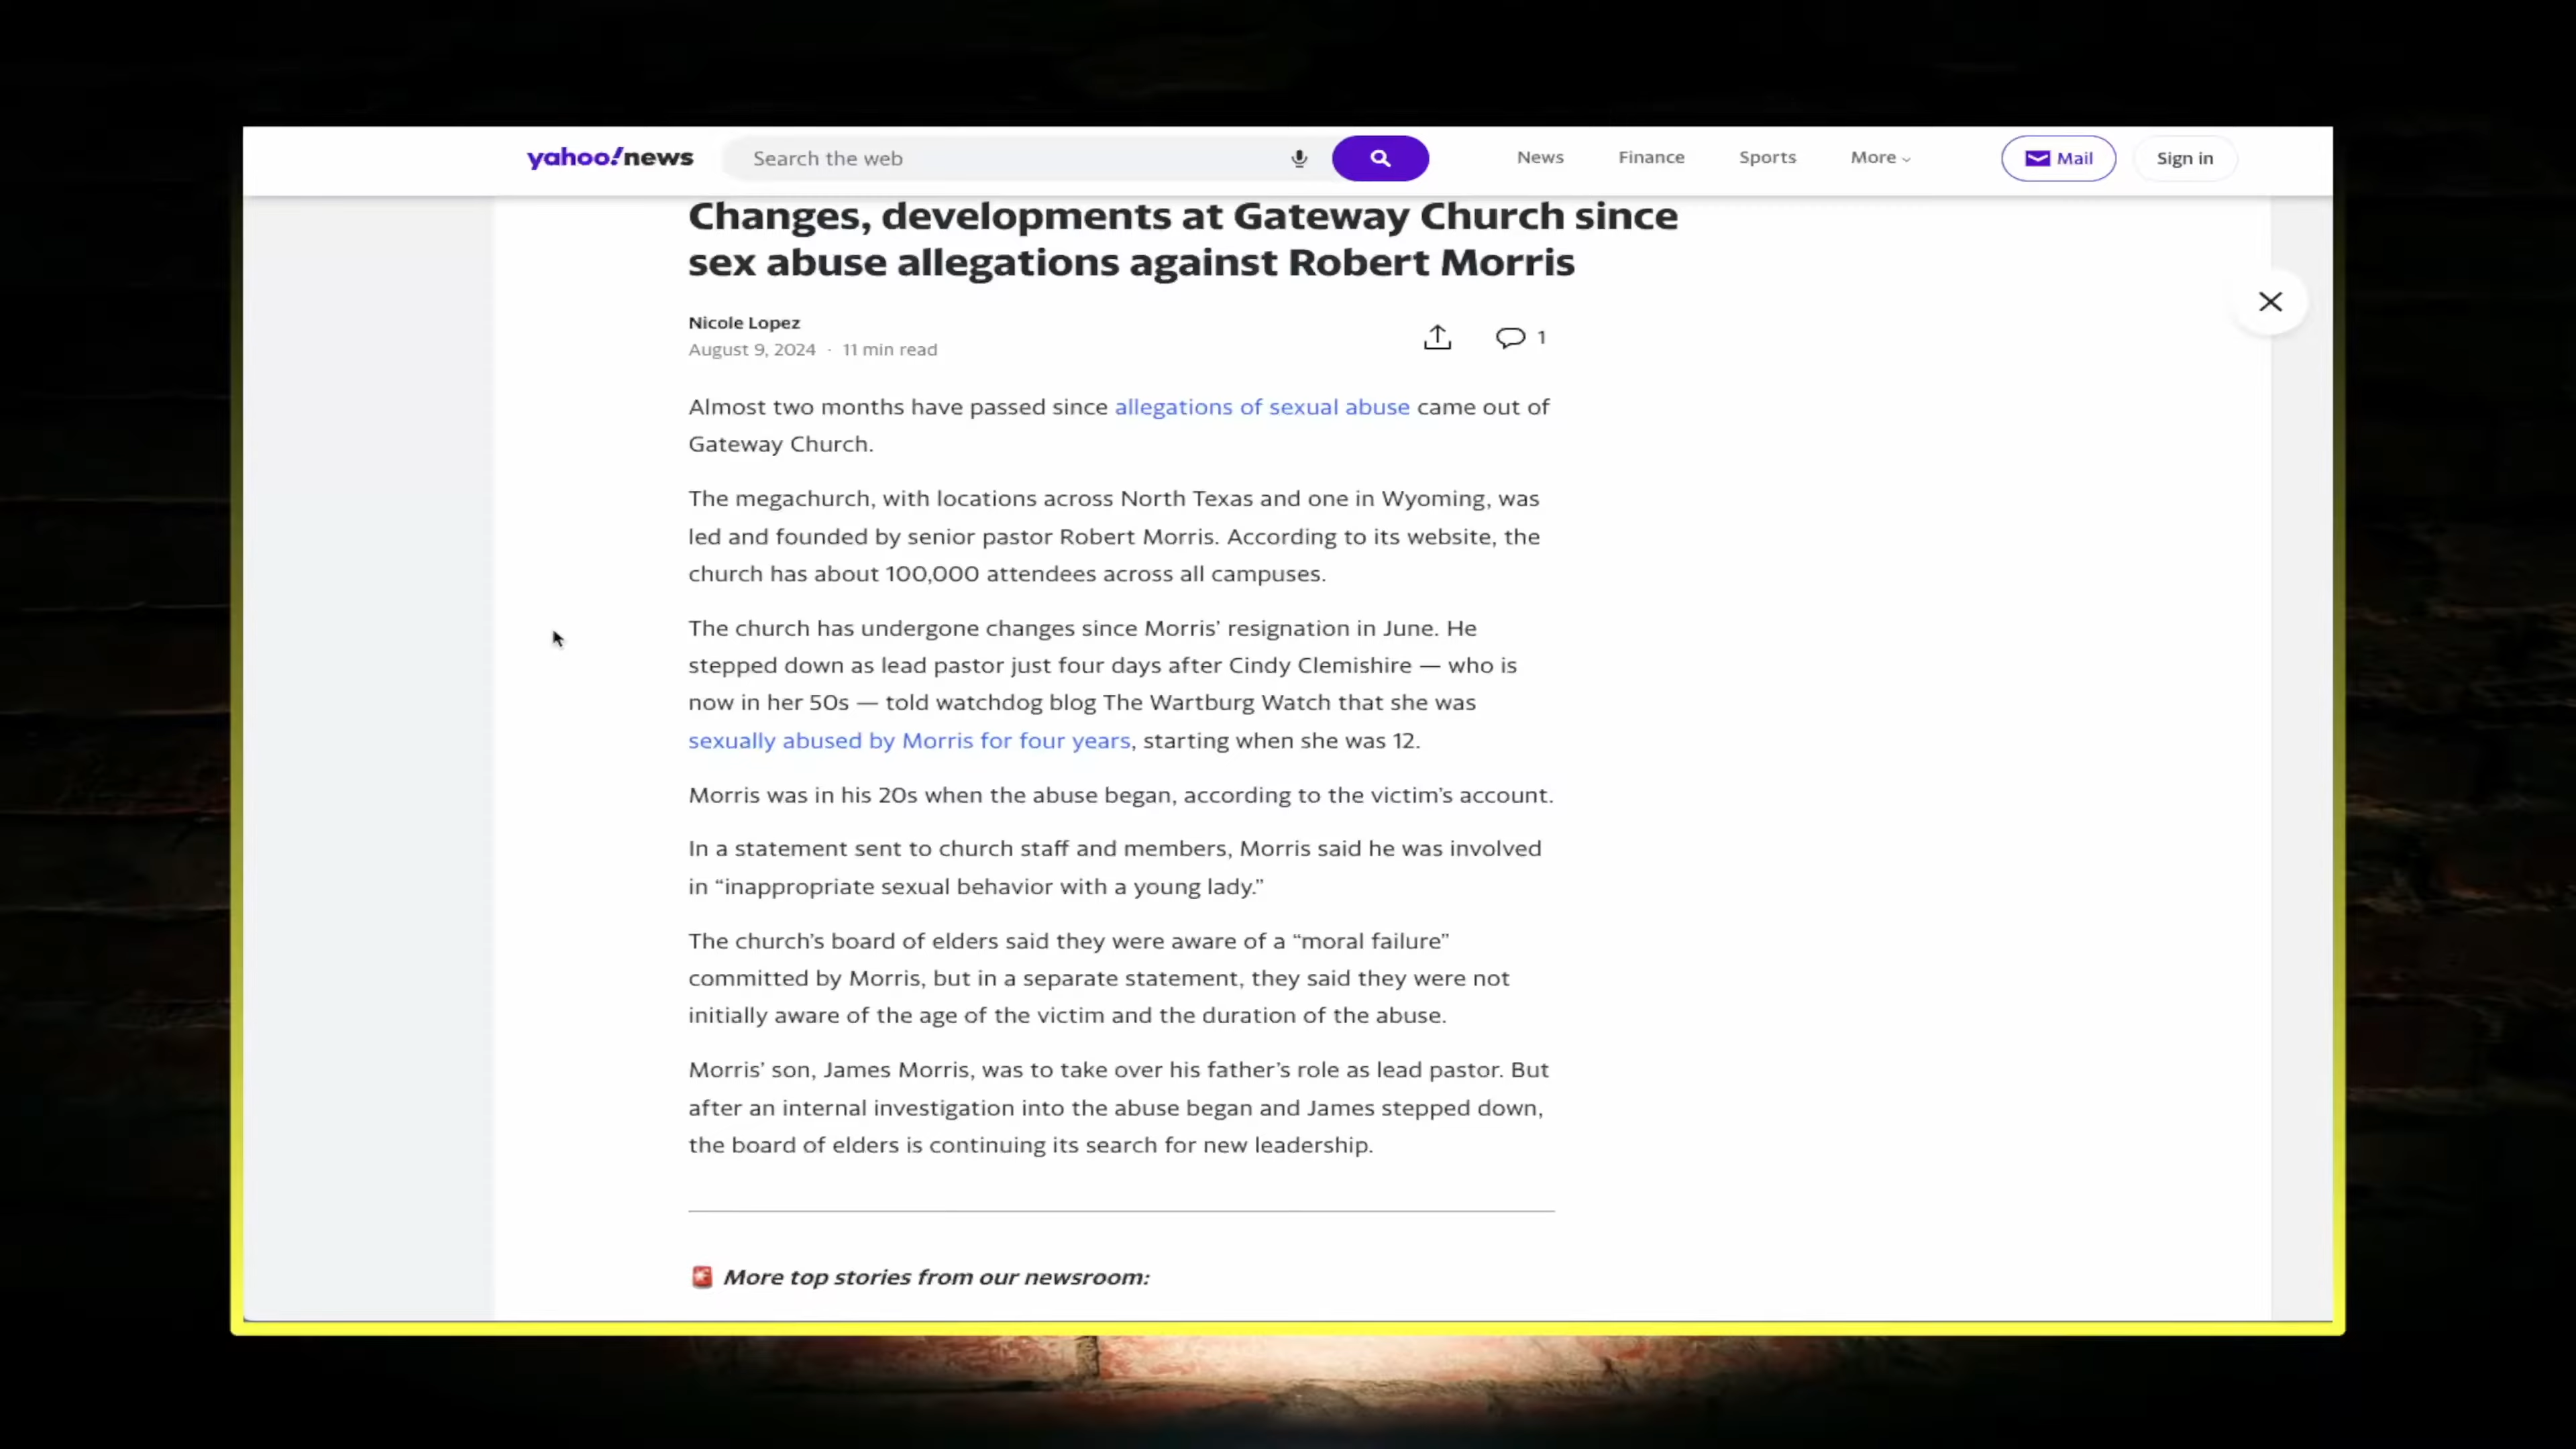 yahoo!news
Search the web
News
Finance
Sports
More
Mail
Sign in
Changes, developments at Gateway Church since
sex abuse allegations against Robert Morris
Nicole Lopez
August 9, 2024 · 11 min read
1
Almost two months have passed since allegations of sexual abuse came out of
Gateway Church.
The megachurch, with locations across North Texas and one in Wyoming, was
led and founded by senior pastor Robert Morris. According to its website, the
church has about 100,000 attendees across all campuses.
The church has undergone changes since Morris’ resignation in June. He
stepped down as lead pastor just four days after Cindy Clemishire — who is
now in her 50s — told watchdog blog The Wartburg Watch that she was
sexually abused by Morris for four years, starting when she was 12.
Morris was in his 20s when the abuse began, according to the victim’s account.
In a statement sent to church staff and members, Morris said he was involved
in “inappropriate sexual behavior with a young lady.”
The church’s board of elders said they were aware of a “moral failure”
committed by Morris, but in a separate statement, they said they were not
initially aware of the age of the victim and the duration of the abuse.
Morris’ son, James Morris, was to take over his father’s role as lead pastor. But
after an internal investigation into the abuse began and James stepped down,
the board of elders is continuing its search for new leadership.
More top stories from our newsroom: